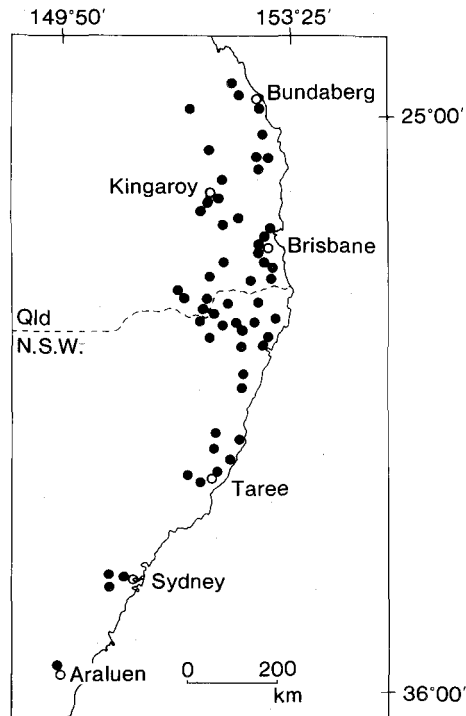 149°50' 153°25'
Bundaberg
25°00'
Kingaroy
Brisbane
Qld
N.S.W.
Taree
Sydney
Araluen
0 200
km
36°00'